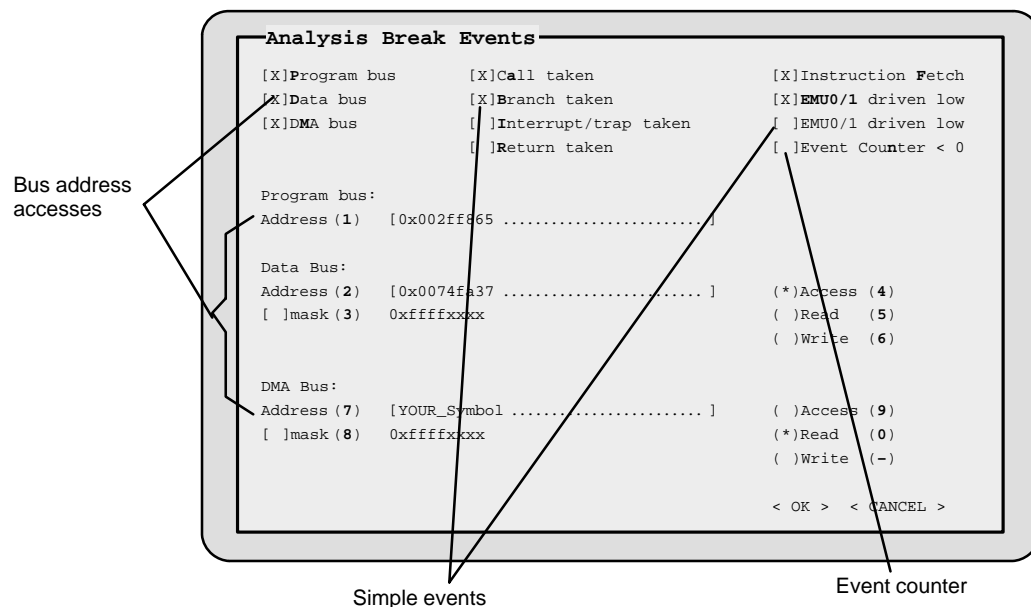 Analysis Break Events
[X]Program bus [X]Call taken [X]Instruction Fetch
[X]Data bus [X]Branch taken [X]EMU0/1 driven low
[X]DMA bus [ ]Interrupt/trap taken [ ]EMU0/1 driven low
[ ]Return taken [ ]Event Counter < 0
Bus address
accesses
Program bus:
Address (1) [0x002ff865 ........................]
Data Bus:
Address (2) [0x0074fa37 ........................ ] (*)Access (4)
[ ]mask (3) 0xffffxxxx ( )Read (5)
( )Write (6)
DMA Bus:
Address (7) [YOUR_Symbol ....................... ] ( )Access (9)
[ ]mask (8) 0xffffxxxx (*)Read (0)
( )Write (–)
< OK > < CANCEL >
Simple events
Event counter